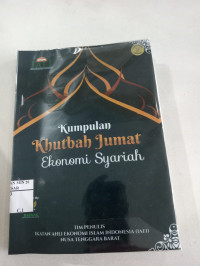 Kumpulan
Khutbah Jumat
Ekonomi Syariah
TIM PENULIS
IKATAN AHLI EKONOMI ISLAM INDONESIA (IAEI)
NUSA TENGGARA BARAT